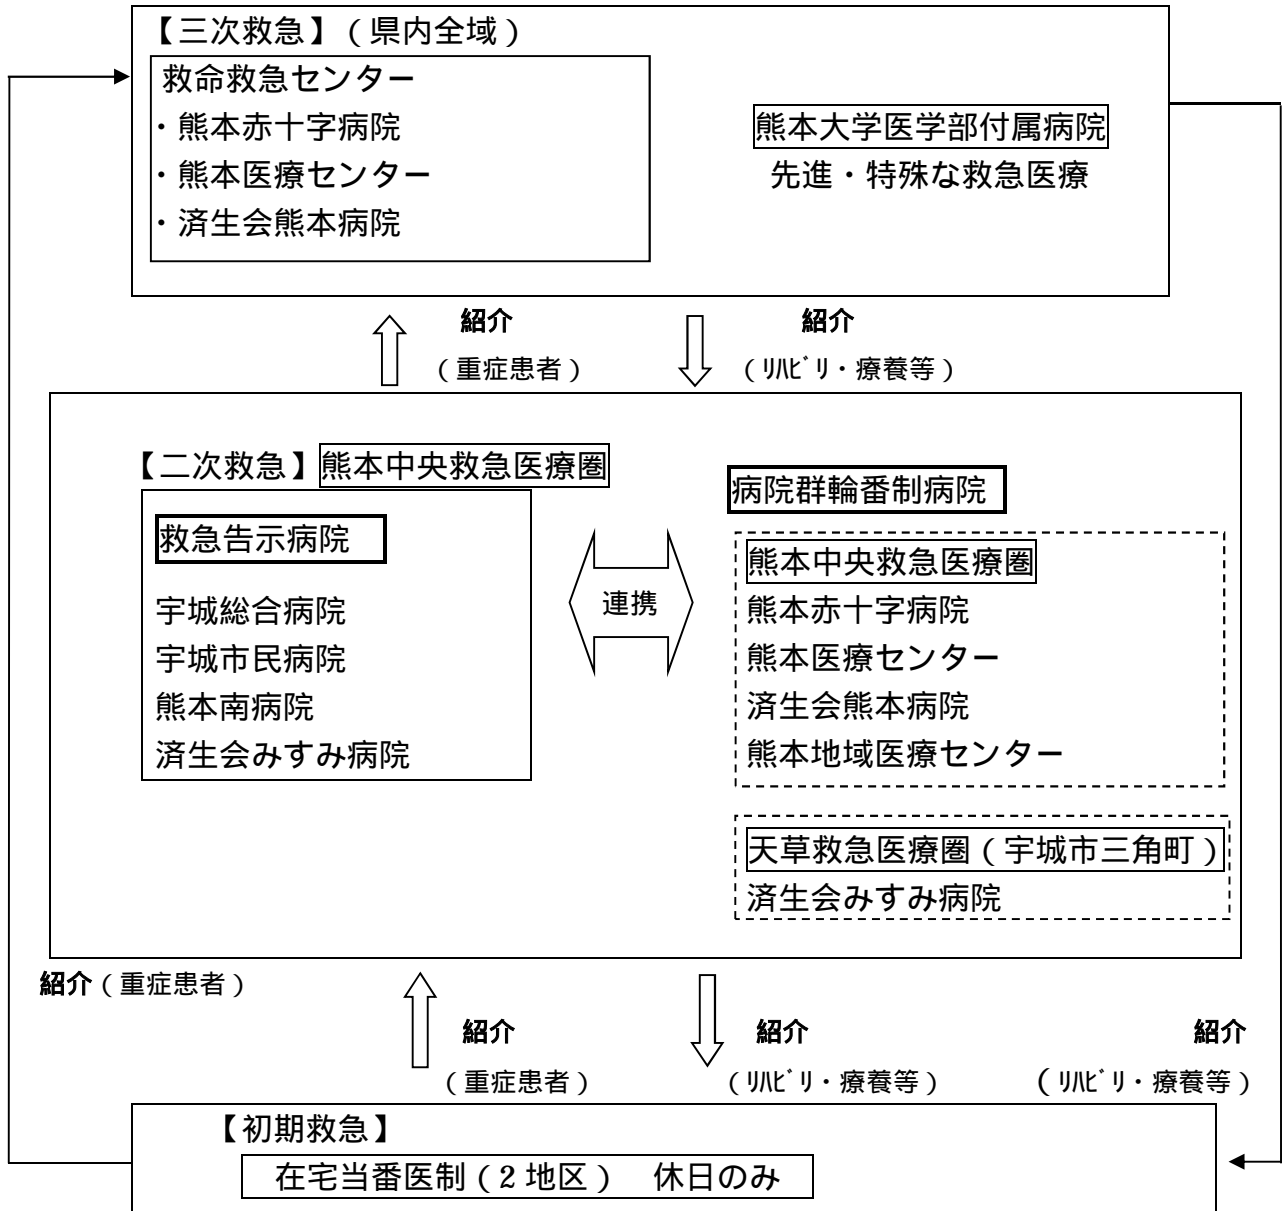 【三次救急】(県内全域)
救命救急センター
・熊本赤十字病院
・熊本医療センター
・済生会熊本病院
熊本大学医学部付属病院
先進・特殊な救急医療
紹介
(重症患者)
紹介
(ﾘﾊﾋﾞﾘ・療養等)
【二次救急】熊本中央救急医療圏
救急告示病院
宇城総合病院
宇城市民病院
熊本南病院
済生会みすみ病院
連携
病院群輪番制病院
熊本中央救急医療圏
熊本赤十字病院
熊本医療センター
済生会熊本病院
熊本地域医療センター
天草救急医療圏(宇城市三角町)
済生会みすみ病院
紹介(重症患者)
紹介
(重症患者)
紹介
(ﾘﾊﾋﾞﾘ・療養等)
紹介
(ﾘﾊﾋﾞﾘ・療養等)
【初期救急】
在宅当番医制(2地区) 休日のみ